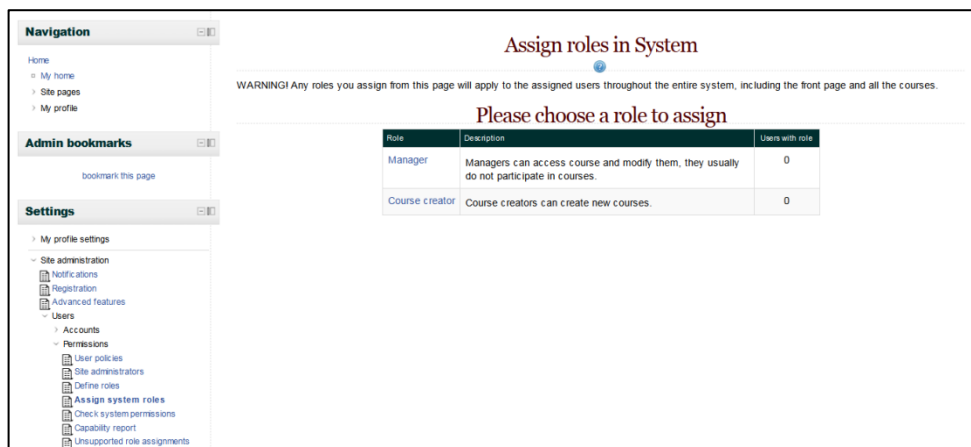 Navigation
Home
My home
Site pages
My profile
Admin bookmarks
bookmark this page
Settings
My profile settings
Site administration
Notifications
Registration
Advanced features
Users
Accounts
Permissions
User policies
Site administrators
Define roles
Assign system roles
Check system permissions
Capability report
Unsupported role assignments
Assign roles in System
WARNING! Any roles you assign from this page will apply to the assigned users throughout the entire system, including the front page and all the courses.
Please choose a role to assign
Role Description Users with role
Manager Managers can access course and modify them, they usually 0
do not participate in courses.
Course creator Course creators can create new courses. 0